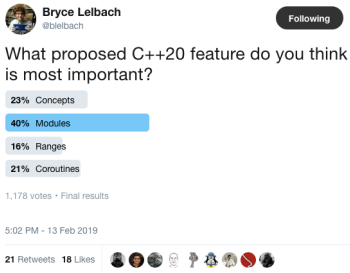 Bryce Lelbach
@blelbach
Following
What proposed C++20 feature do you think
is most important?
23% Concepts
40% Modules
16% Ranges
21% Coroutines
1,178 votes • Final results
5:02 PM - 13 Feb 2019
21 Retweets 18 Likes